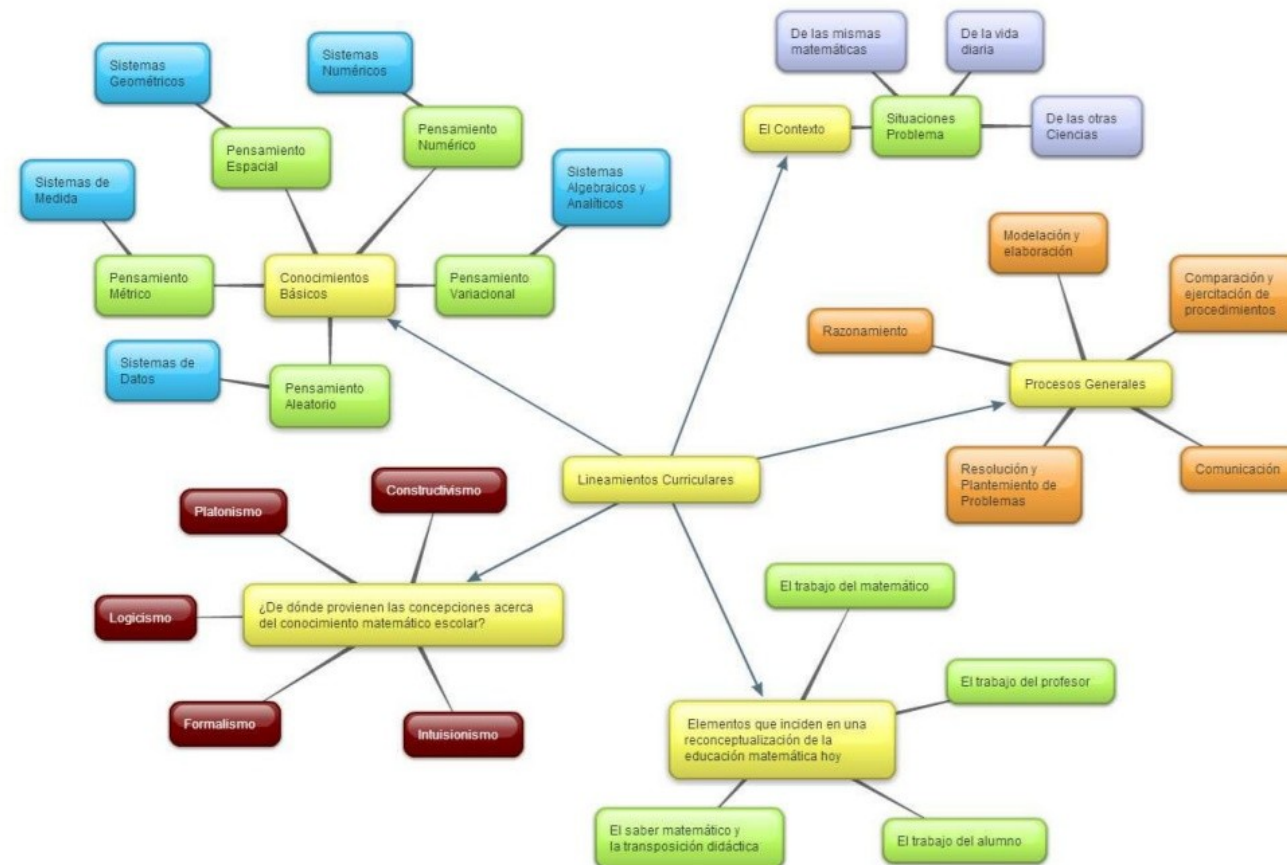 Sistemas
Geométricos
Sistemas
Numéricos
Pensamiento
Espacial
Pensamiento
Numérico
Sistemas de
Medida
Sistemas
Algebraicos y
Analíticos
Pensamiento
Métrico
Conocimientos
Básicos
Pensamiento
Variacional
Sistemas de
Datos
Pensamiento
Aleatorio
De las mismas
matemáticas
De la vida
diaria
El Contexto
Situaciones
Problema
De las otras
Ciencias
Modelación y
elaboración
Comparación y
ejercitación de
procedimientos
Razonamiento
Procesos Generales
Resolución y
Plantemiento de
Problemas
Comunicación
Lineamientos Curriculares
Constructivismo
Platonismo
Logicismo
¿De dónde provienen las concepciones acerca
del conocimiento matemático escolar?
Formalismo
Intuisionismo
El trabajo del matemático
El trabajo del profesor
Elementos que inciden en una
reconceptualización de la
educación matemática hoy
El saber matemático y
la transposición didáctica
El trabajo del alumno